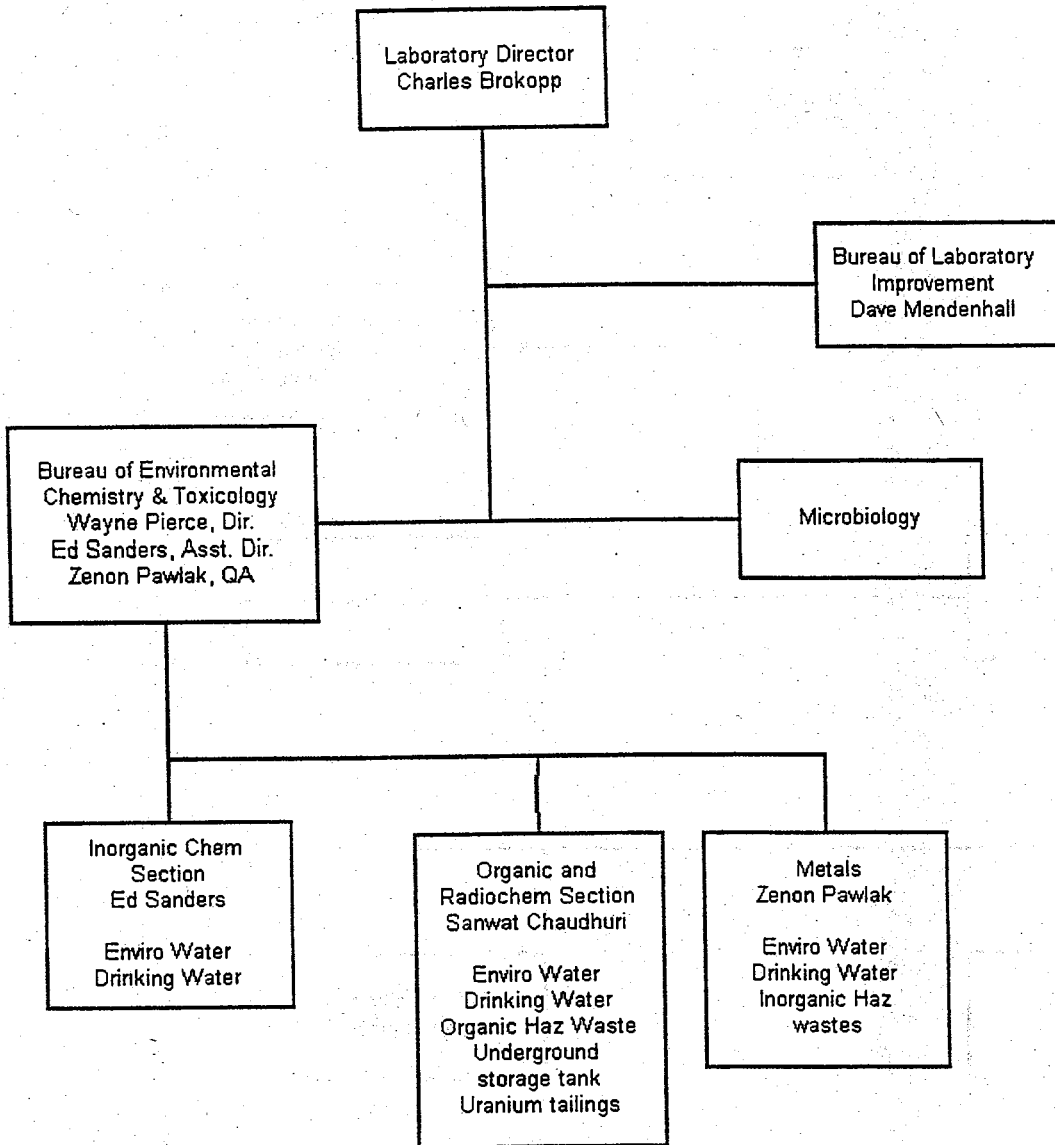 Laboratory Director
Charles Brokopp
Bureau of Laboratory
Improvement
Dave Mendenhall
Bureau of Environmental
Chemistry & Toxicology
Wayne Pierce, Dir.
Ed Sanders, Asst. Dir.
Zenon Pawlak, QA
Microbiology
Inorganic Chem
Section
Ed Sanders
Enviro Water
Drinking Water
Organic and
Radiochem Section
Sanwat Chaudhuri
Enviro Water
Drinking Water
Organic Haz Waste
Underground
storage tank
Uranium tailings
Metals
Zenon Pawlak
Enviro Water
Drinking Water
Inorganic Haz
wastes